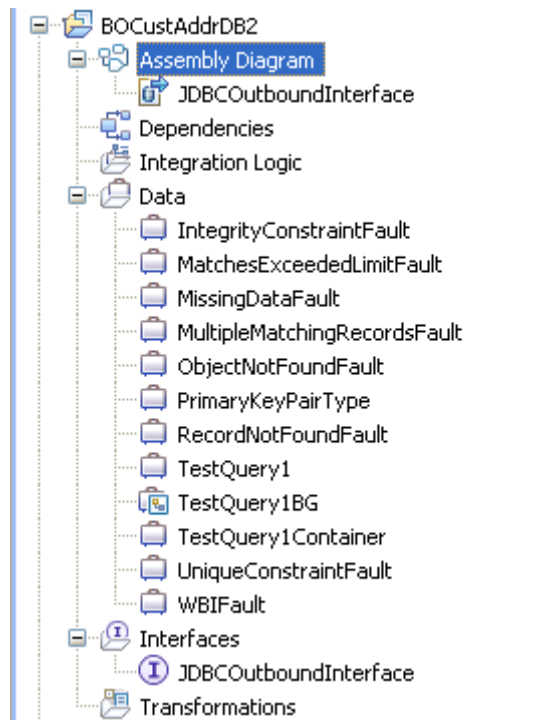 BOCustAddrDB2
Assembly Diagram
JDBCOutboundInterface
Dependencies
Integration Logic
Data
IntegrityConstraintFault
MatchesExceededLimitFault
MissingDataFault
MultipleMatchingRecordsFault
ObjectNotFoundFault
PrimaryKeyPairType
RecordNotFoundFault
TestQuery1
TestQuery1BG
TestQuery1Container
UniqueConstraintFault
WBIFault
Interfaces
JDBCOutboundInterface
Transformations